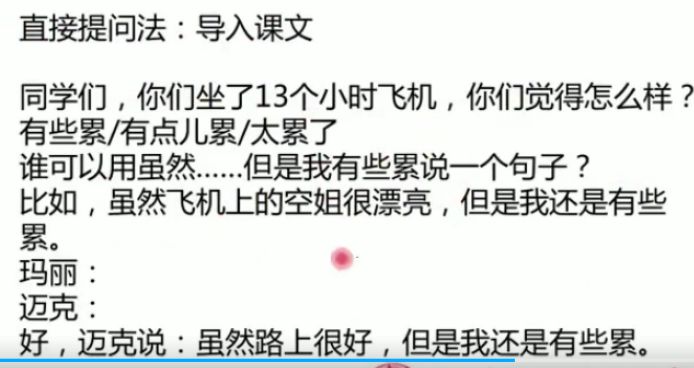 直接提问法：导入课文
同学们，你们坐了13个小时飞机，你们觉得怎么样？
有些累/有点儿累/太累了
谁可以用虽然……但是我有些累说一个句子？
比如，虽然飞机上的空姐很漂亮，但是我还是有些
累。
玛丽：
迈克：
好，迈克说：虽然路上很好，但是我还是有些累。